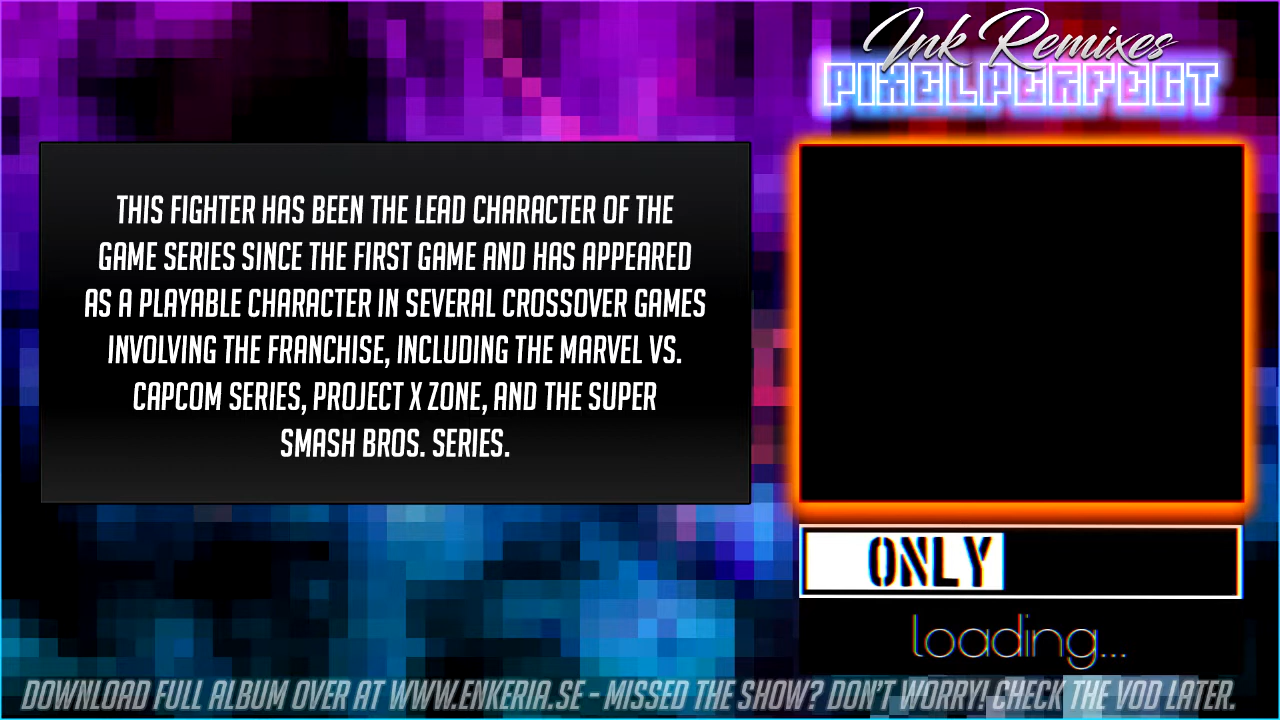 Ink Remixes
PIXELPERFECT
THIS FIGHTER HAS BEEN THE LEAD CHARACTER OF THE
GAME SERIES SINCE THE FIRST GAME AND HAS APPEARED
AS A PLAYABLE CHARACTER IN SEVERAL CROSSOVER GAMES
INVOLVING THE FRANCHISE, INCLUDING THE MARVEL VS.
CAPCOM SERIES, PROJECT X ZONE, AND THE SUPER
SMASH BROS. SERIES.
ONLY
loading...
DOWNLOAD FULL ALBUM OVER AT WWW.ENKERIA.SE - MISSED THE SHOW? DON'T WORRY! CHECK THE VOD LATER.